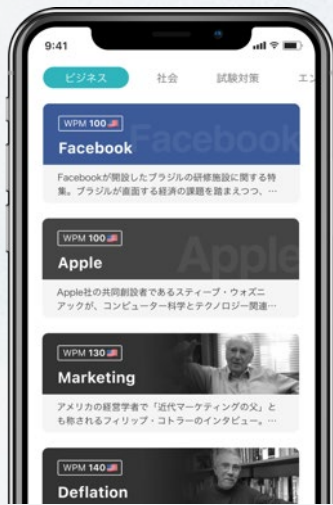 9:41
ビジネス 社会 試験対策 エン
WPM 100
Facebook
Facebook
Facebookが開設したブラジルの研修施設に関する特
集。ブラジルが直面する経済の課題を踏まえつつ、…
WPM 100
Apple
Apple
Apple社の共同創設者であるスティーブ・ウォズニ
アックが、コンピューター科学とテクノロジー関連…
WPM 130
Marketing
アメリカの経営学者で「近代マーケティングの父」と
も称されるフィリップ・コトラーのインタビュー。…
WPM 140
Deflation